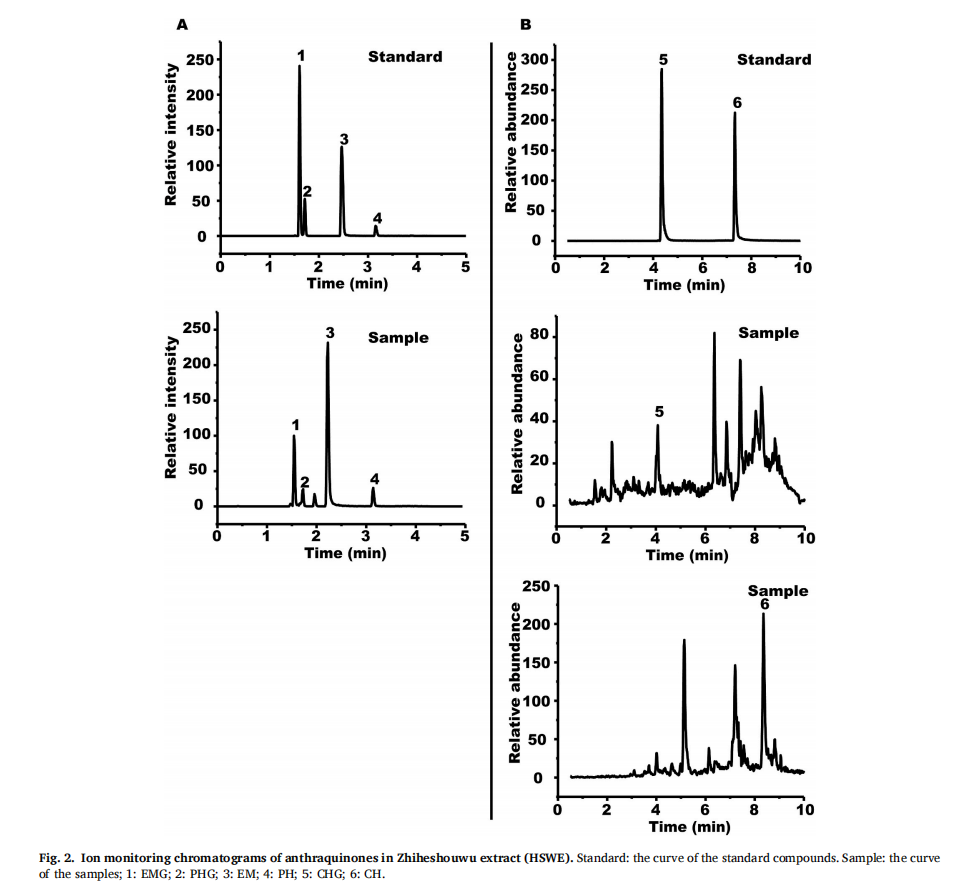 A
B
250
200
150
100
50
0
Relative intensity
Standard
1
2
3
4
0 1 2 3 4 5
Time (min)
300
250
200
150
100
50
0
Relative abundance
Standard
5
6
0 2 4 6 8 10
Time (min)
250
200
150
100
50
0
Relative intensity
Sample
1
2
3
4
0 1 2 3 4 5
Time (min)
80
60
40
20
0
Relative abundance
Sample
5
0 2 4 6 8 10
Time (min)
250
200
150
100
50
0
Relative abundance
Sample
6
0 2 4 6 8 10
Time (min)
Fig. 2. Ion monitoring chromatograms of anthraquinones in Zhiheshouwu extract (HSWE). Standard: the curve of the standard compounds. Sample: the curve
of the samples; 1: EMG; 2: PHG; 3: EM; 4: PH; 5: CHG; 6: CH.